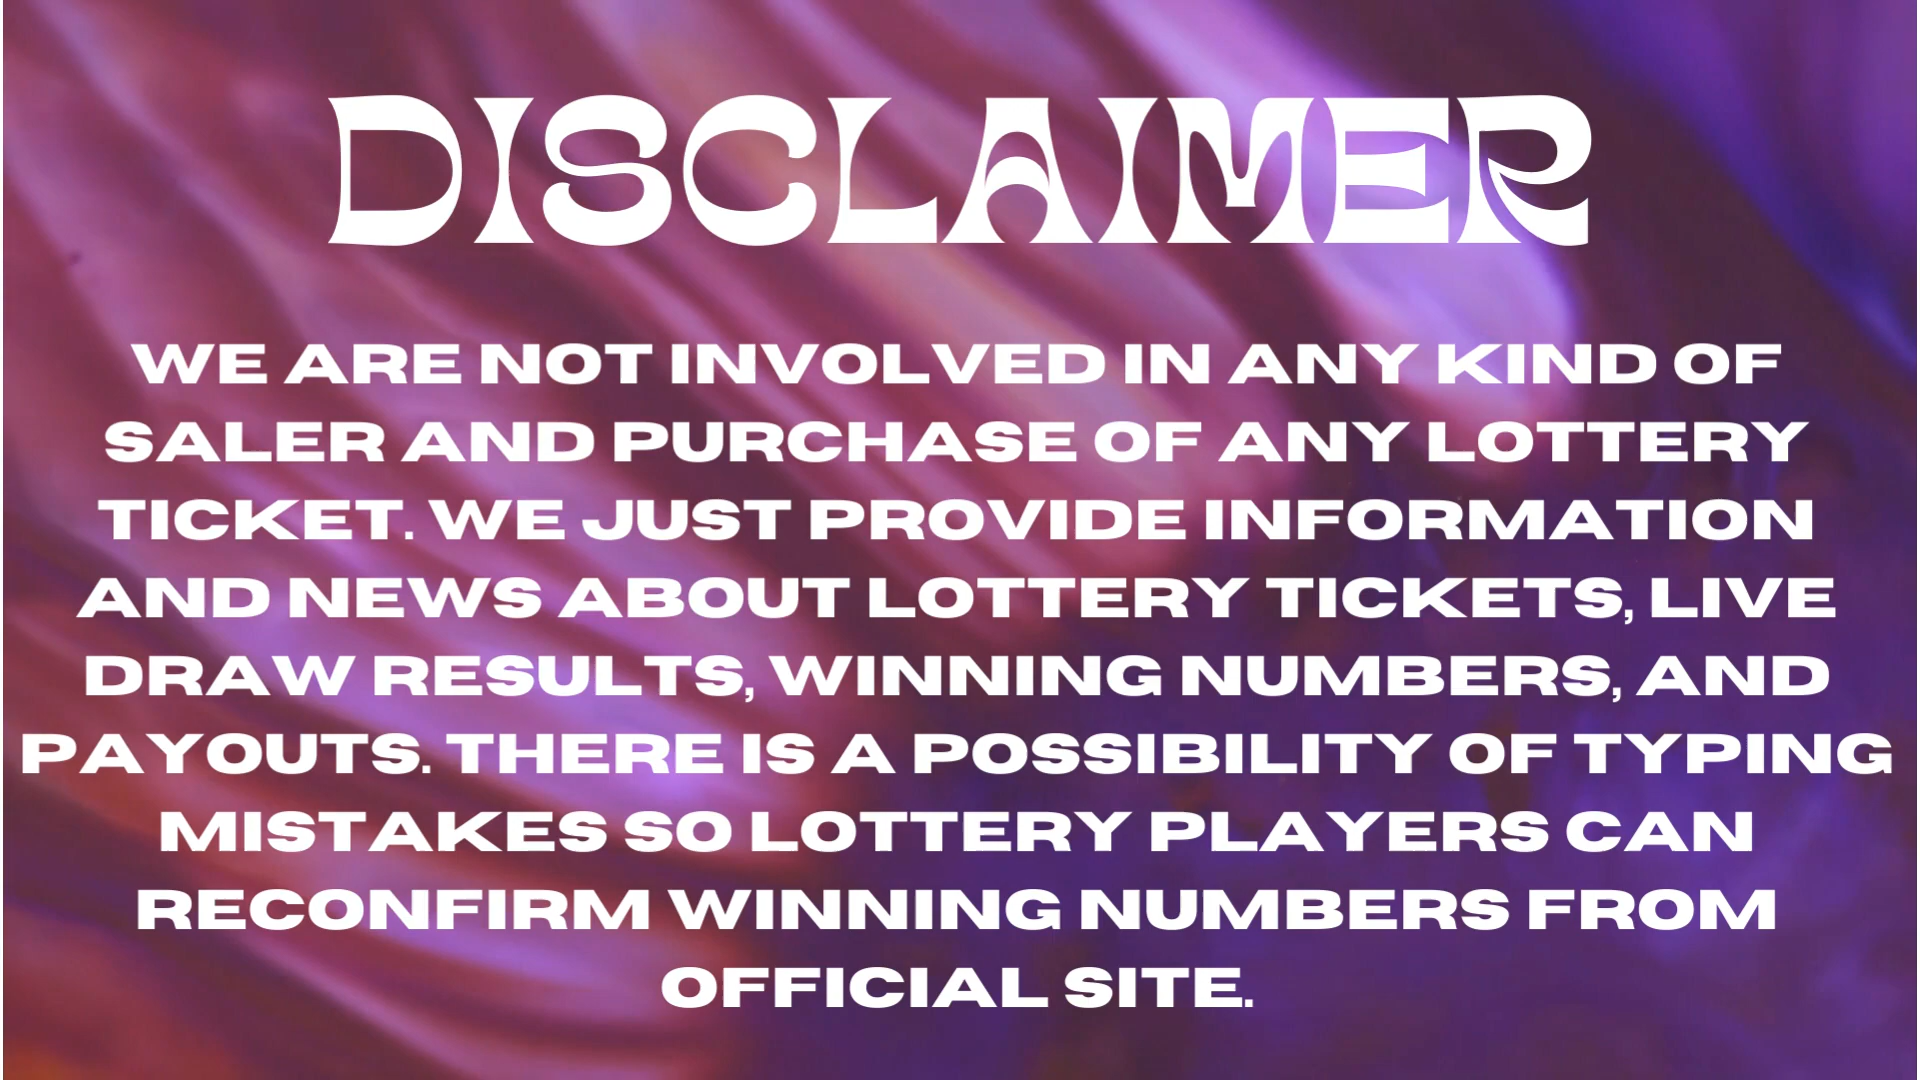 DISCLAIMER
WE ARE NOT INVOLVED IN ANY KIND OF
SALER AND PURCHASE OF ANY LOTTERY
TICKET. WE JUST PROVIDE INFORMATION
AND NEWS ABOUT LOTTERY TICKETS, LIVE
DRAW RESULTS, WINNING NUMBERS, AND
PAYOUTS. THERE IS A POSSIBILITY OF TYPING
MISTAKES SO LOTTERY PLAYERS CAN
RECONFIRM WINNING NUMBERS FROM
OFFICIAL SITE.